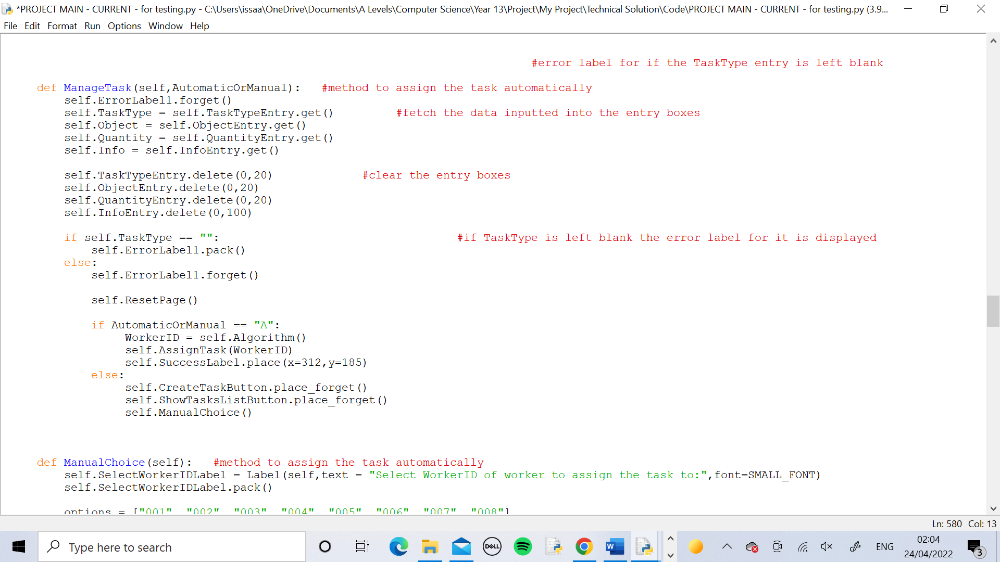 *PROJECT MAIN - CURRENT - for testing.py - C:\Users\issaa\OneDrive\Documents\A Levels\Computer Science\Year 13\Project\My Project\Technical Solution\Code\PROJECT MAIN - CURRENT - for testing.py (3.9...
File Edit Format Run Options Window Help
#error label for if the TaskType entry is left blank
def ManageTask(self,AutomaticOrManual): #method to assign the task automatically
self.ErrorLabel1.forget()
self.TaskType = self.TaskTypeEntry.get() #fetch the data inputted into the entry boxes
self.Object = self.ObjectEntry.get()
self.Quantity = self.QuantityEntry.get()
self.Info = self.InfoEntry.get()
self.TaskTypeEntry.delete(0,20) #clear the entry boxes
self.ObjectEntry.delete(0,20)
self.QuantityEntry.delete(0,20)
self.InfoEntry.delete(0,100)
if self.TaskType == "": #if TaskType is left blank the error label for it is displayed
self.ErrorLabel1.pack()
else:
self.ErrorLabel1.forget()
self.ResetPage()
if AutomaticOrManual == "A":
WorkerID = self.Algorithm()
self.AssignTask(WorkerID)
self.SuccessLabel.place(x=312,y=185)
else:
self.CreateTaskButton.place_forget()
self.ShowTasksListButton.place_forget()
self.ManualChoice()
def ManualChoice(self): #method to assign the task automatically
self.SelectWorkerIDLabel = Label(self,text = "Select WorkerID of worker to assign the task to:",font=SMALL_FONT)
self.SelectWorkerIDLabel.pack()
options = ["001" "002" "003" "004" "005" "006" "007" "008"]
Ln: 580 Col: 13
Type here to search
DELL
W
ENG
02:04
24/04/2022
3